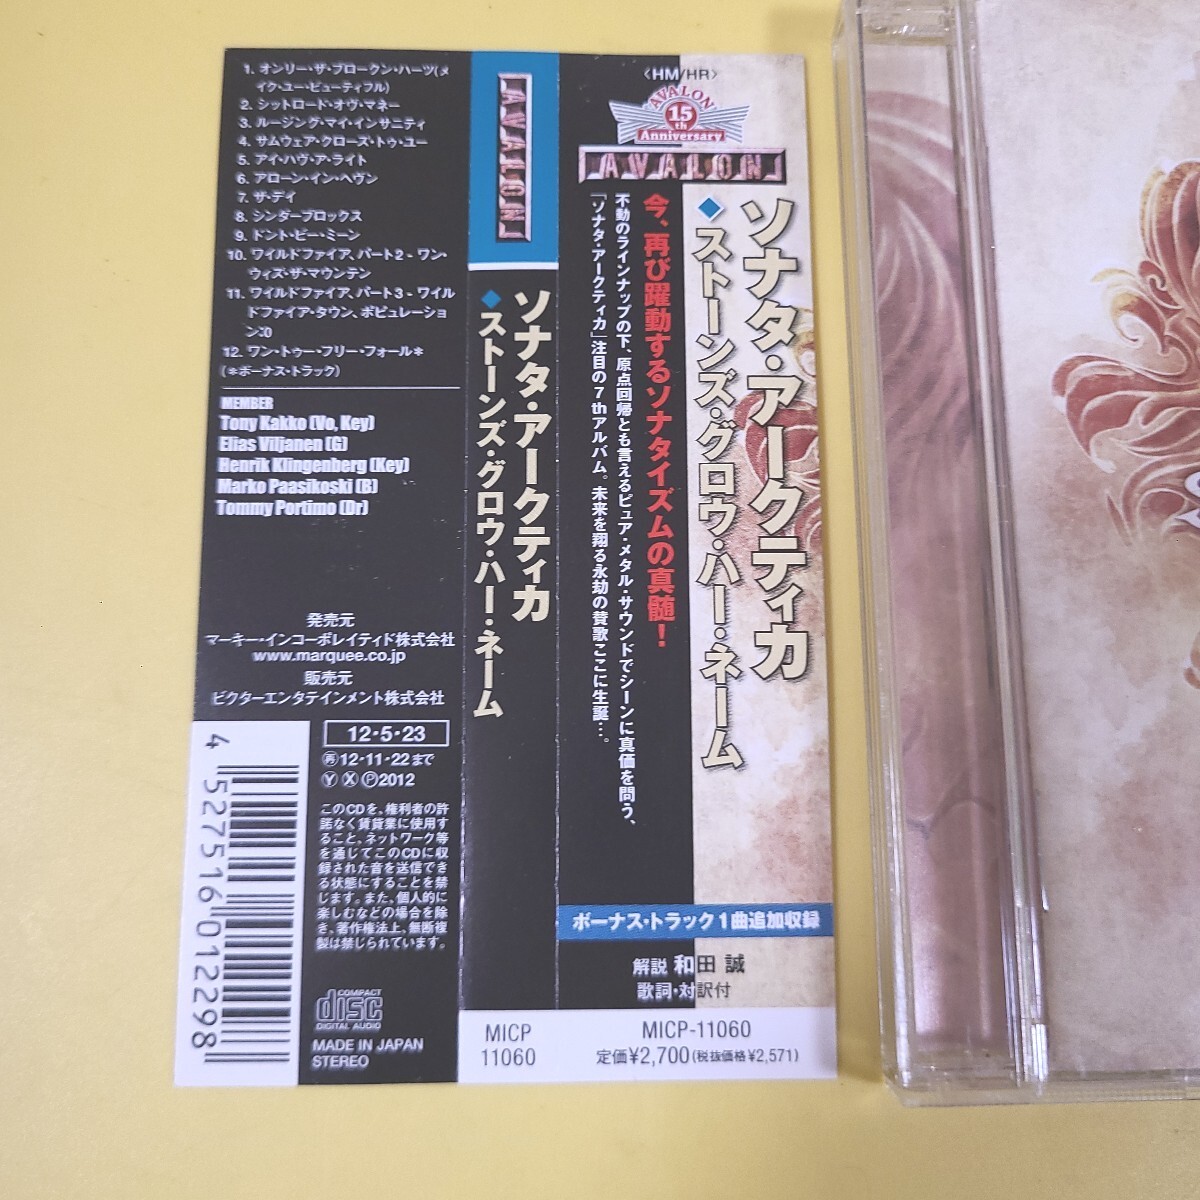 1. オンリー・ザ・ブロークン・ハーツ(メ
イク・ユー・ビューティフル)
2. シットロード・オヴ・マネー
3. ルージング・マイ・インサニティ
4. サムウェア・クローズ・トゥ・ユー
5. アイ・ハヴ・ア・ライト
6. アローン・イン・ヘヴン
7. ザ・デイ
8. シンダーブロックス
9. ドント・ビー・ミーン
10. ワイルドファイア、パート2 - ワン・
ウィズ・ザ・マウンテン
11. ワイルドファイア、パート3 - ワイル
ドファイア・タウン、ポピュレーショ
ン:0
12. ワン・トゥー・フリー・フォール*
(*ボーナス・トラック)
MEMBER
Tony Kakko (Vo, Key)
Elias Viljanen (G)
Henrik Klingenberg (Key)
Marko Paasikoski (B)
Tommy Portimo (Dr)
発売元
マーキー・インコーポレイティド株式会社
www.marquee.co.jp
販売元
ビクターエンタテインメント株式会社
4 527516 012298
12・5・23
再12・11・22まで
Ⓨ Ⓧ Ⓟ2012
このCDを、権利者の許
諾なく賃貸業に使用す
ること、ネットワーク等
を通じてこのCDに収
録された音を送信でき
る状態にすることを禁
じます。また、個人的に
楽しむなどの場合を除
き、著作権法上、無断複
製は禁じられています。
COMPACT
disc
DIGITAL AUDIO
MADE IN JAPAN
STEREO
AVALON
ソナタ・アークティカ
◆ストーンズ・グロウ・ハー・ネーム
MICP
11060
〈HM/HR〉
AVALON
15th
Anniversary
AVALON
ソナタ・アークティカ
◆ストーンズ・グロウ・ハー・ネーム
今、再び躍動するソナタイズムの真髄！
不動のラインナップの下、原点回帰とも言えるピュア・メタル・サウンドでシーンに真価を問う、
「ソナタ・アークティカ」注目の7thアルバム。未来を翔る永劫の賛歌ここに生誕…。
ボーナス・トラック1曲追加収録
解説 和田 誠
歌詞・対訳付
MICP-11060
定価¥2,700(税抜価格¥2,571)